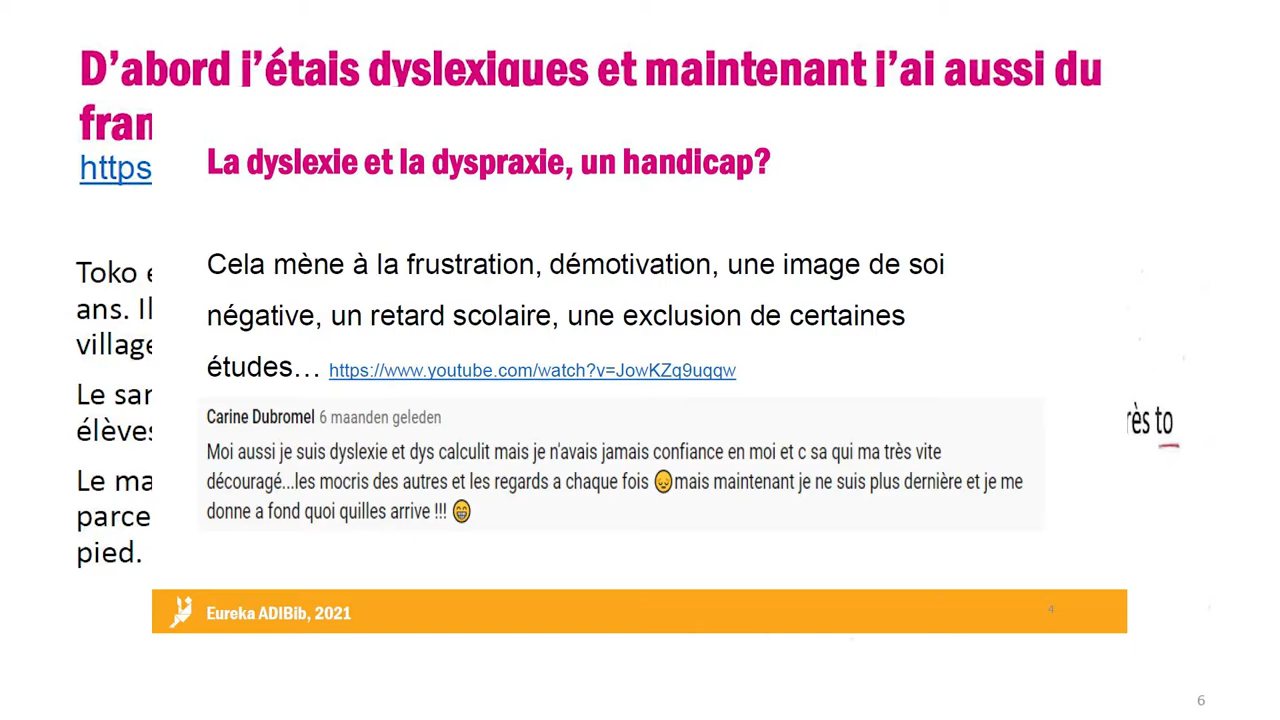 D’abord j’étais dyslexiques et maintenant j’ai aussi du
fran
https
La dyslexie et la dyspraxie, un handicap?
Toko
ans. Il
village
Le
élèves
Le ma
parce
pied.
Cela mène à la frustration, démotivation, une image de soi
négative, un retard scolaire, une exclusion de certaines
études… https://www.youtube.com/watch?v=JowKZq9uqqw
Carine Dubromel 6 maanden geleden
Moi aussi je suis dyslexie et dys calculit mais je n'avais jamais confiance en moi et c sa qui ma très vite
découragé...les mocris des autres et les regards a chaque fois 😔mais maintenant je ne suis plus dernière et je me
donne a fond quoi quilles arrive !!! 😁
to
Eureka ADIBib, 2021
4
6